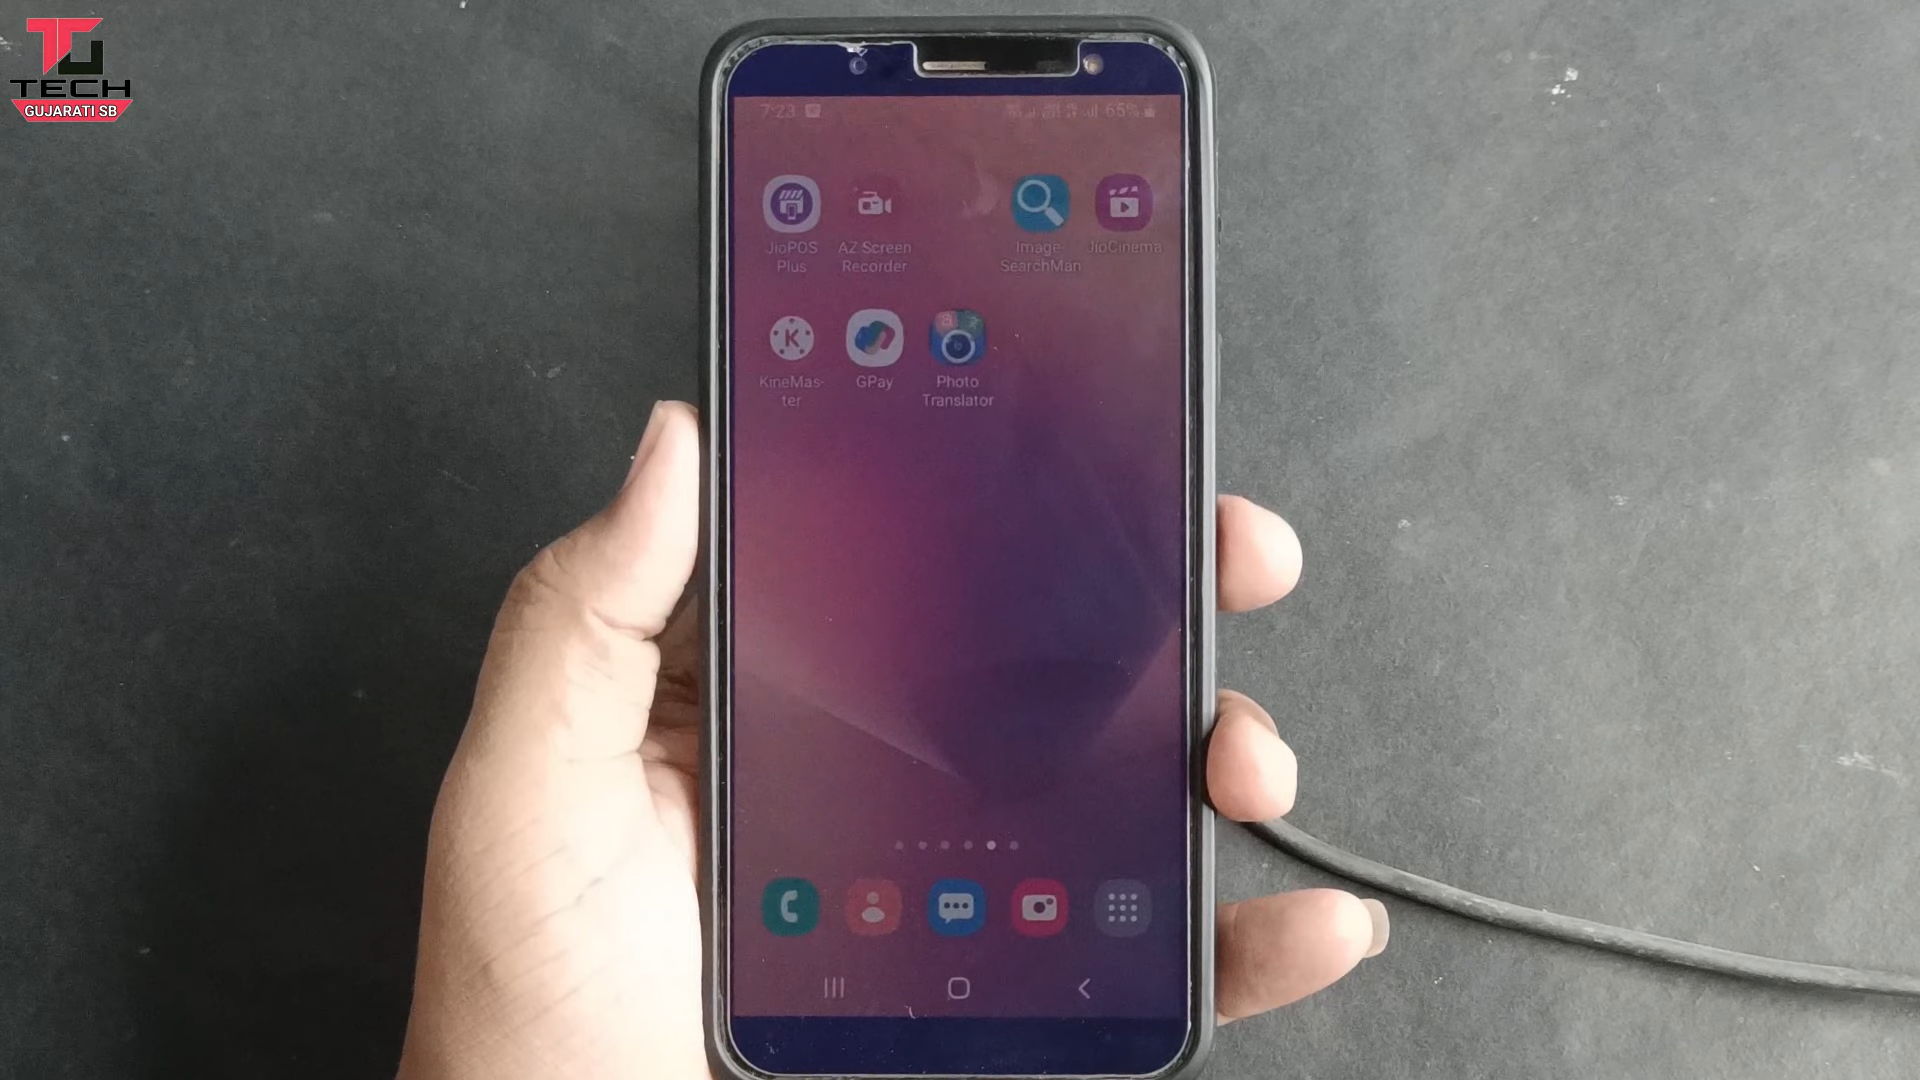 TECH
GUJARATI SB
7:23
65%
JioPOS
Plus
AZ Screen
Recorder
Image
SearchMan
JioCinema
K
KineMas-
ter
GPay
Photo
Translator